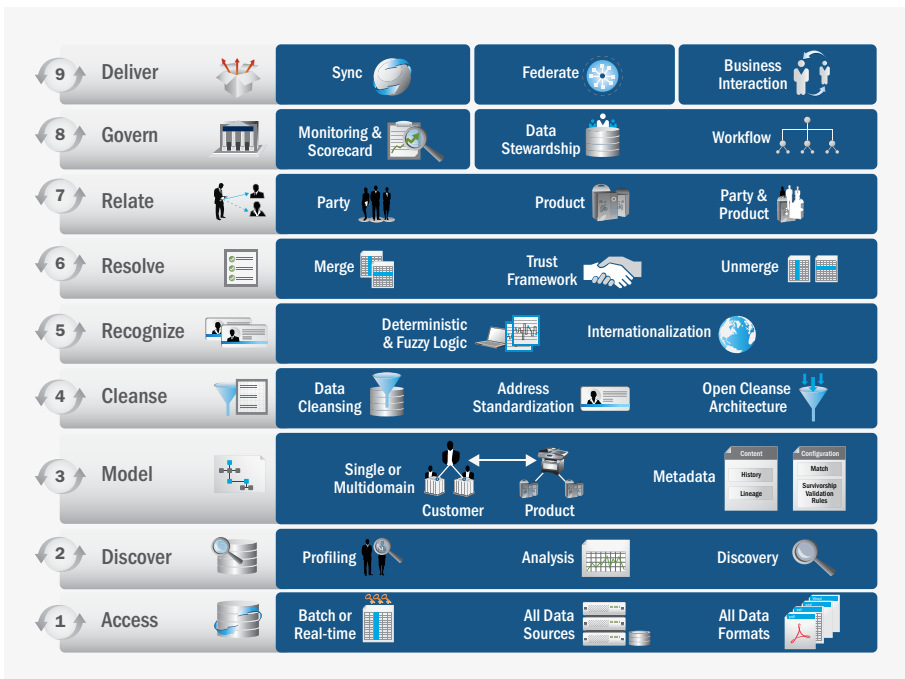 9
Deliver
Sync
Federate
Business
Interaction
8
Govern
Monitoring &
Scorecard
Data
Stewardship
Workflow
7
Relate
Party
Product
Party &
Product
6
Resolve
Merge
Trust
Framework
Unmerge
5
Recognize
Deterministic
& Fuzzy Logic
Internationalization
4
Cleanse
Data
Cleansing
Address
Standardization
Open Cleanse
Architecture
3
Model
Single or
Multidomain
Customer
Product
Metadata
Content
History
Lineage
Configuration
Match
Survivorship
Validation
Rules
2
Discover
Profiling
Analysis
Discovery
1
Access
Batch or
Real-time
All Data
Sources
All Data
Formats